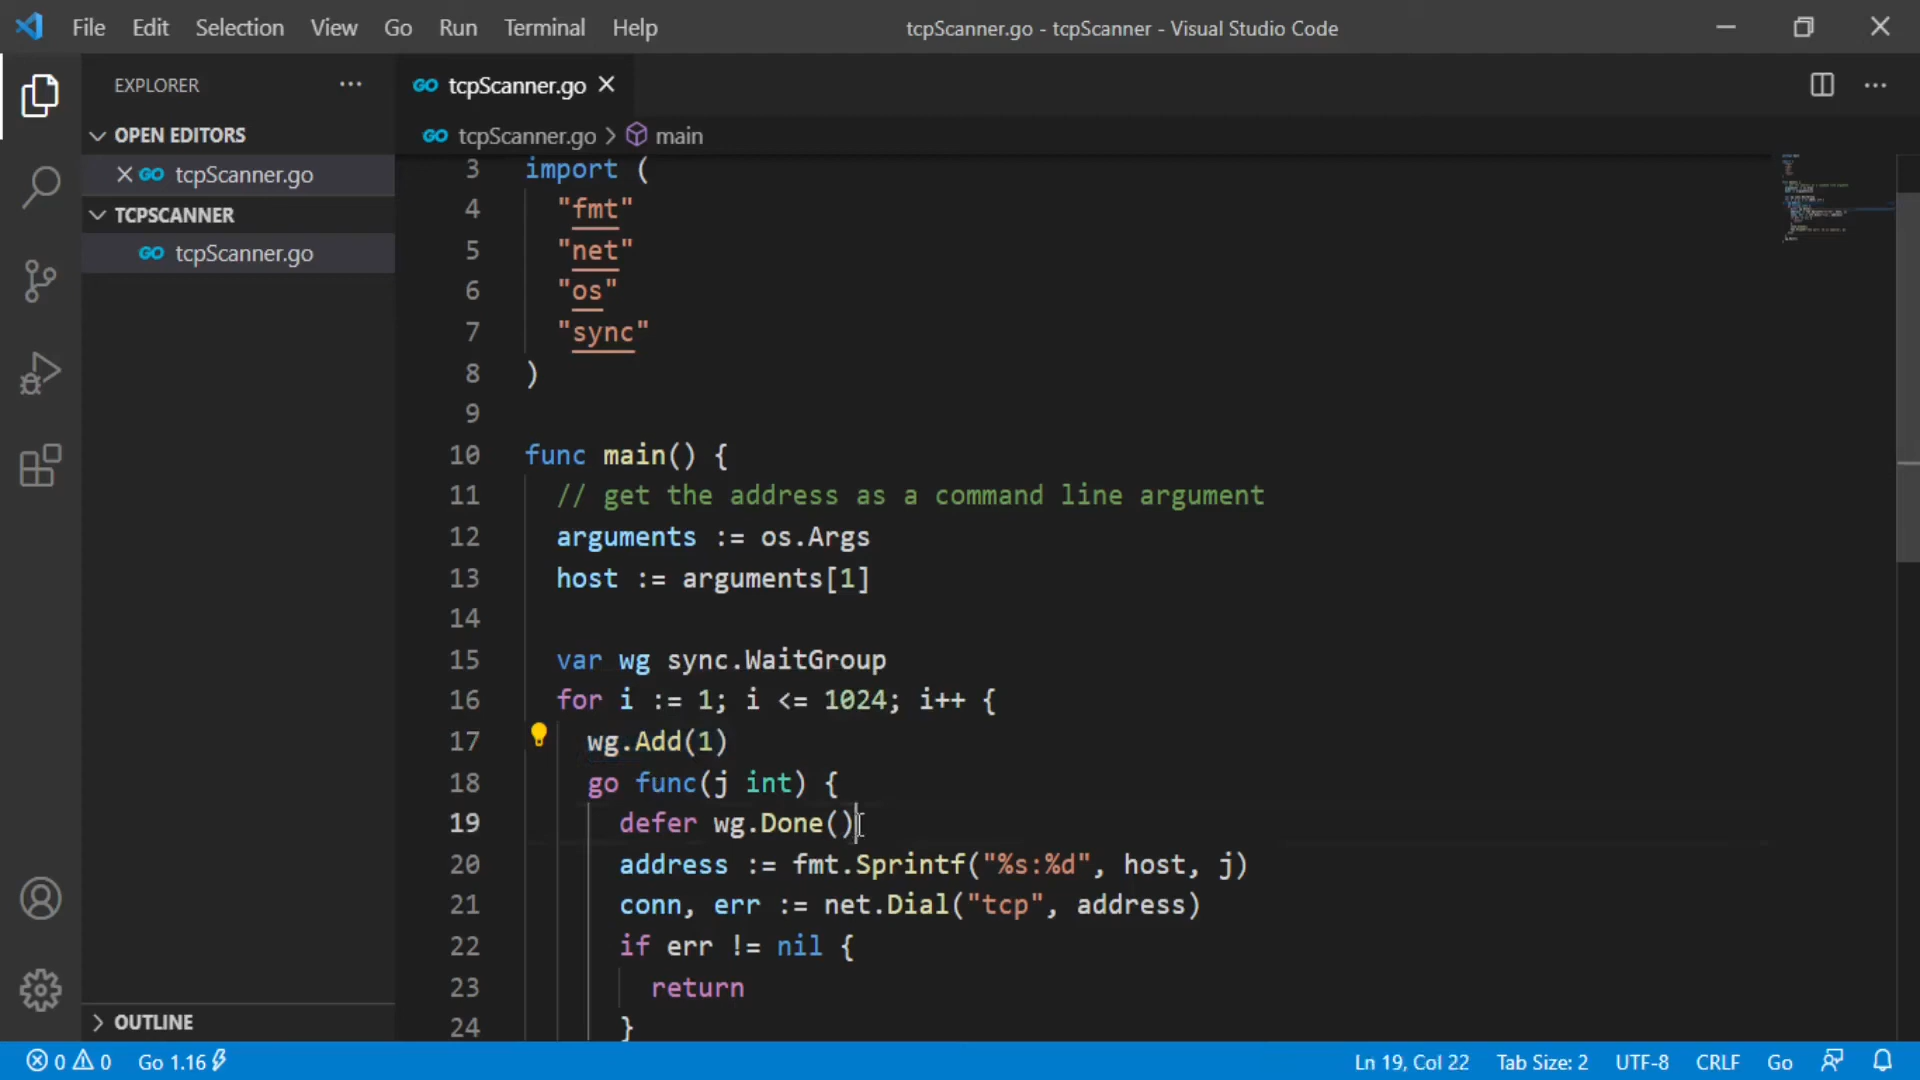 File Edit Selection View Go Run Terminal Help
tcpScanner.go - tcpScanner - Visual Studio Code
EXPLORER
OPEN EDITORS
GO tcpScanner.go
TCPSCANNER
GO tcpScanner.go
OUTLINE
GO tcpScanner.go
GO tcpScanner.go > main
3 import (
4 "fmt"
5 "net"
6 "os"
7 "sync"
8 )
9
10 func main() {
11 // get the address as a command line argument
12 arguments := os.Args
13 host := arguments[1]
14
15 var wg sync.WaitGroup
16 for i := 1; i <= 1024; i++ {
17 wg.Add(1)
18 go func(j int) {
19 defer wg.Done()
20 address := fmt.Sprintf("%s:%d", host, j)
21 conn, err := net.Dial("tcp", address)
22 if err != nil {
23 return
24 }
0 0 Go 1.16
Ln 19, Col 22 Tab Size: 2 UTF-8 CRLF Go